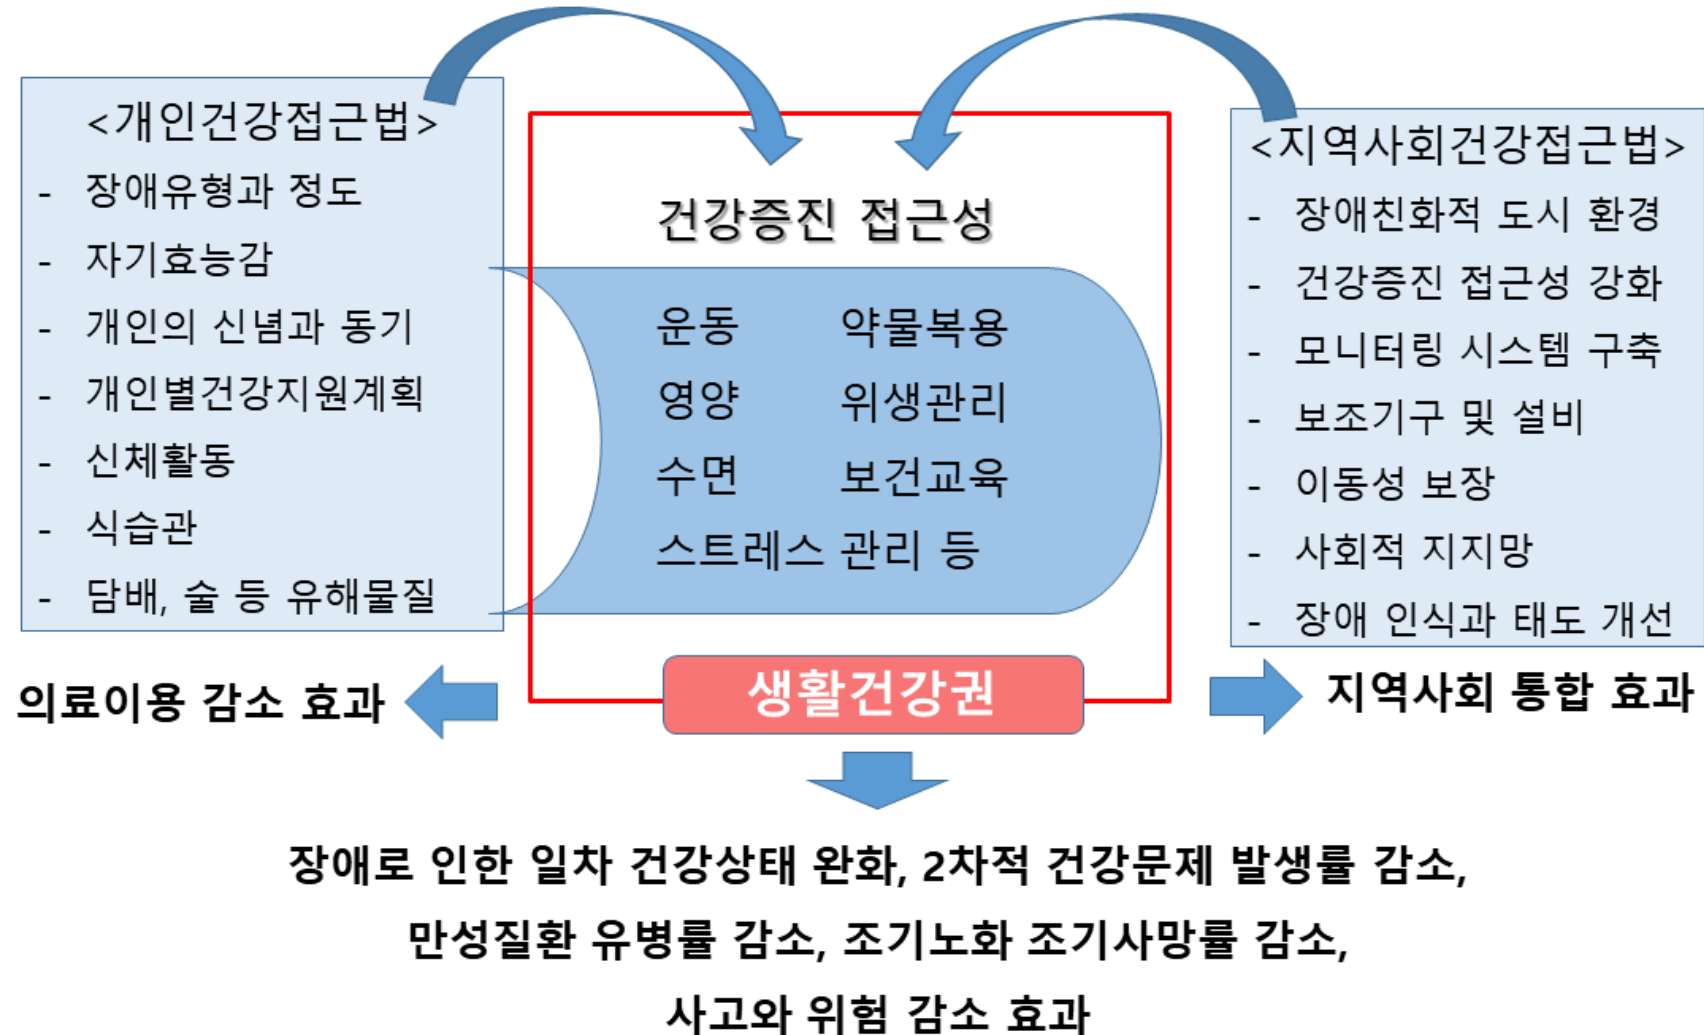 <개인건강접근법>
- 장애유형과 정도
- 자기효능감
- 개인의 신념과 동기
- 개인별건강지원계획
- 신체활동
- 식습관
- 담배, 술 등 유해물질
건강증진 접근성
운동 약물복용
영양 위생관리
수면 보건교육
스트레스 관리 등
생활건강권
<지역사회건강접근법>
- 장애친화적 도시 환경
- 건강증진 접근성 강화
- 모니터링 시스템 구축
- 보조기구 및 설비
- 이동성 보장
- 사회적 지지망
- 장애 인식과 태도 개선
의료이용 감소 효과
지역사회 통합 효과
장애로 인한 일차 건강상태 완화, 2차적 건강문제 발생률 감소,
만성질환 유병률 감소, 조기노화 조기사망률 감소,
사고와 위험 감소 효과